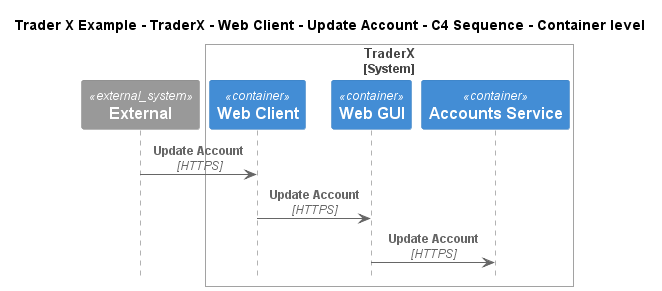 Trader X Example - TraderX - Web Client - Update Account - C4 Sequence - Container level
TraderX
[System]
«external_system»
External
«container»
Web Client
«container»
Web GUI
«container»
Accounts Service
Update Account
[HTTPS]
Update Account
[HTTPS]
Update Account
[HTTPS]